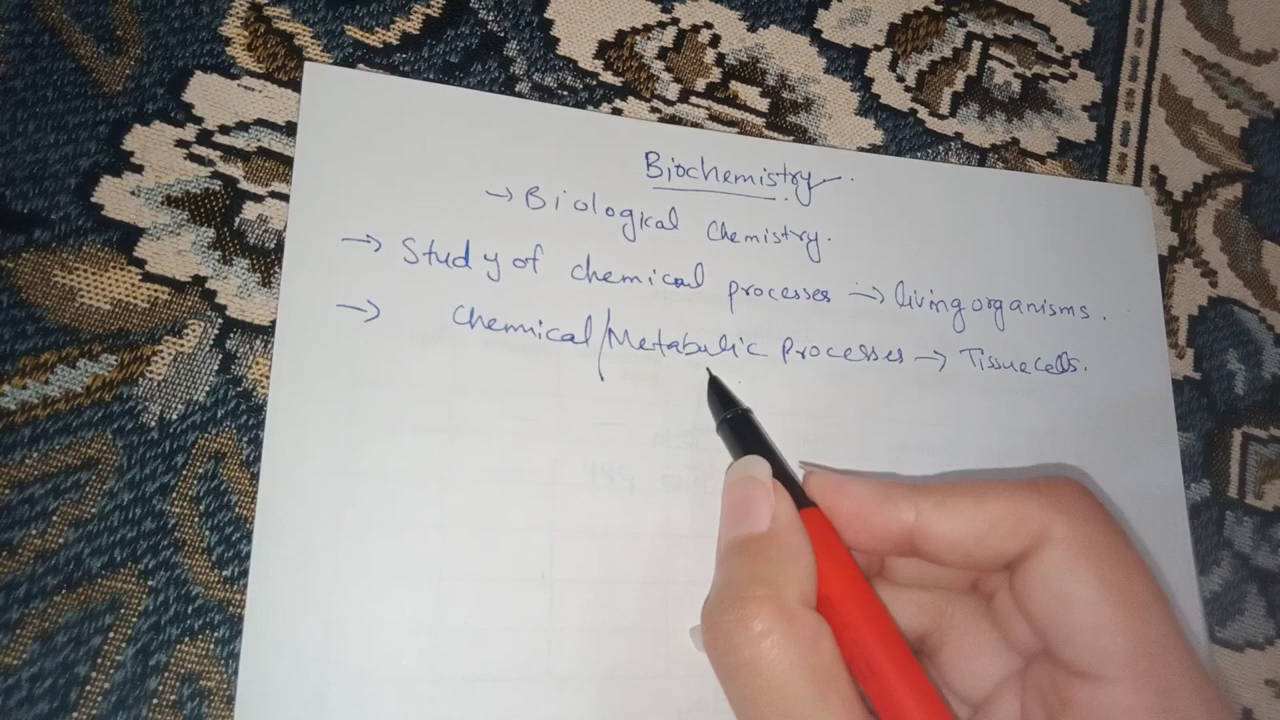 Biochemistry.
→ Biological Chemistry.
→ Study of chemical processes → living organisms.
→ Chemical/Metabolic Processes → Tissue cells.